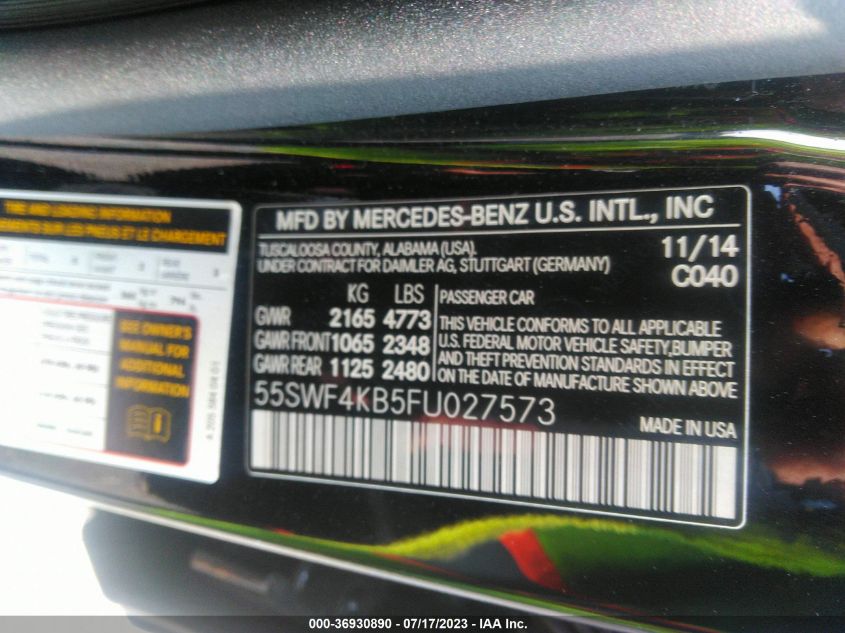 TIRE AND LOADING INFORMATION
SUR LES PNEUS ET LE CHARGEMENT
SEE OWNER'S
MANUAL FOR
ADDITIONAL
INFORMATION
MFD BY MERCEDES-BENZ U.S. INTL., INC
TUSCALOOSA COUNTY, ALABAMA (USA). 11/14
UNDER CONTRACT FOR DAIMLER AG, STUTTGART (GERMANY) C040
KG LBS PASSENGER CAR
GVWR 2165 4773
GAWR FRONT 1065 2348
GAWR REAR 1125 2480
THIS VEHICLE CONFORMS TO ALL APPLICABLE
U.S. FEDERAL MOTOR VEHICLE SAFETY,BUMPER
AND THEFT PREVENTION STANDARDS IN EFFECT
ON THE DATE OF MANUFACTURE SHOWN ABOVE
55SWF4KB5FU027573
MADE IN USA
000-36930890 - 07/17/2023 - IAA Inc.